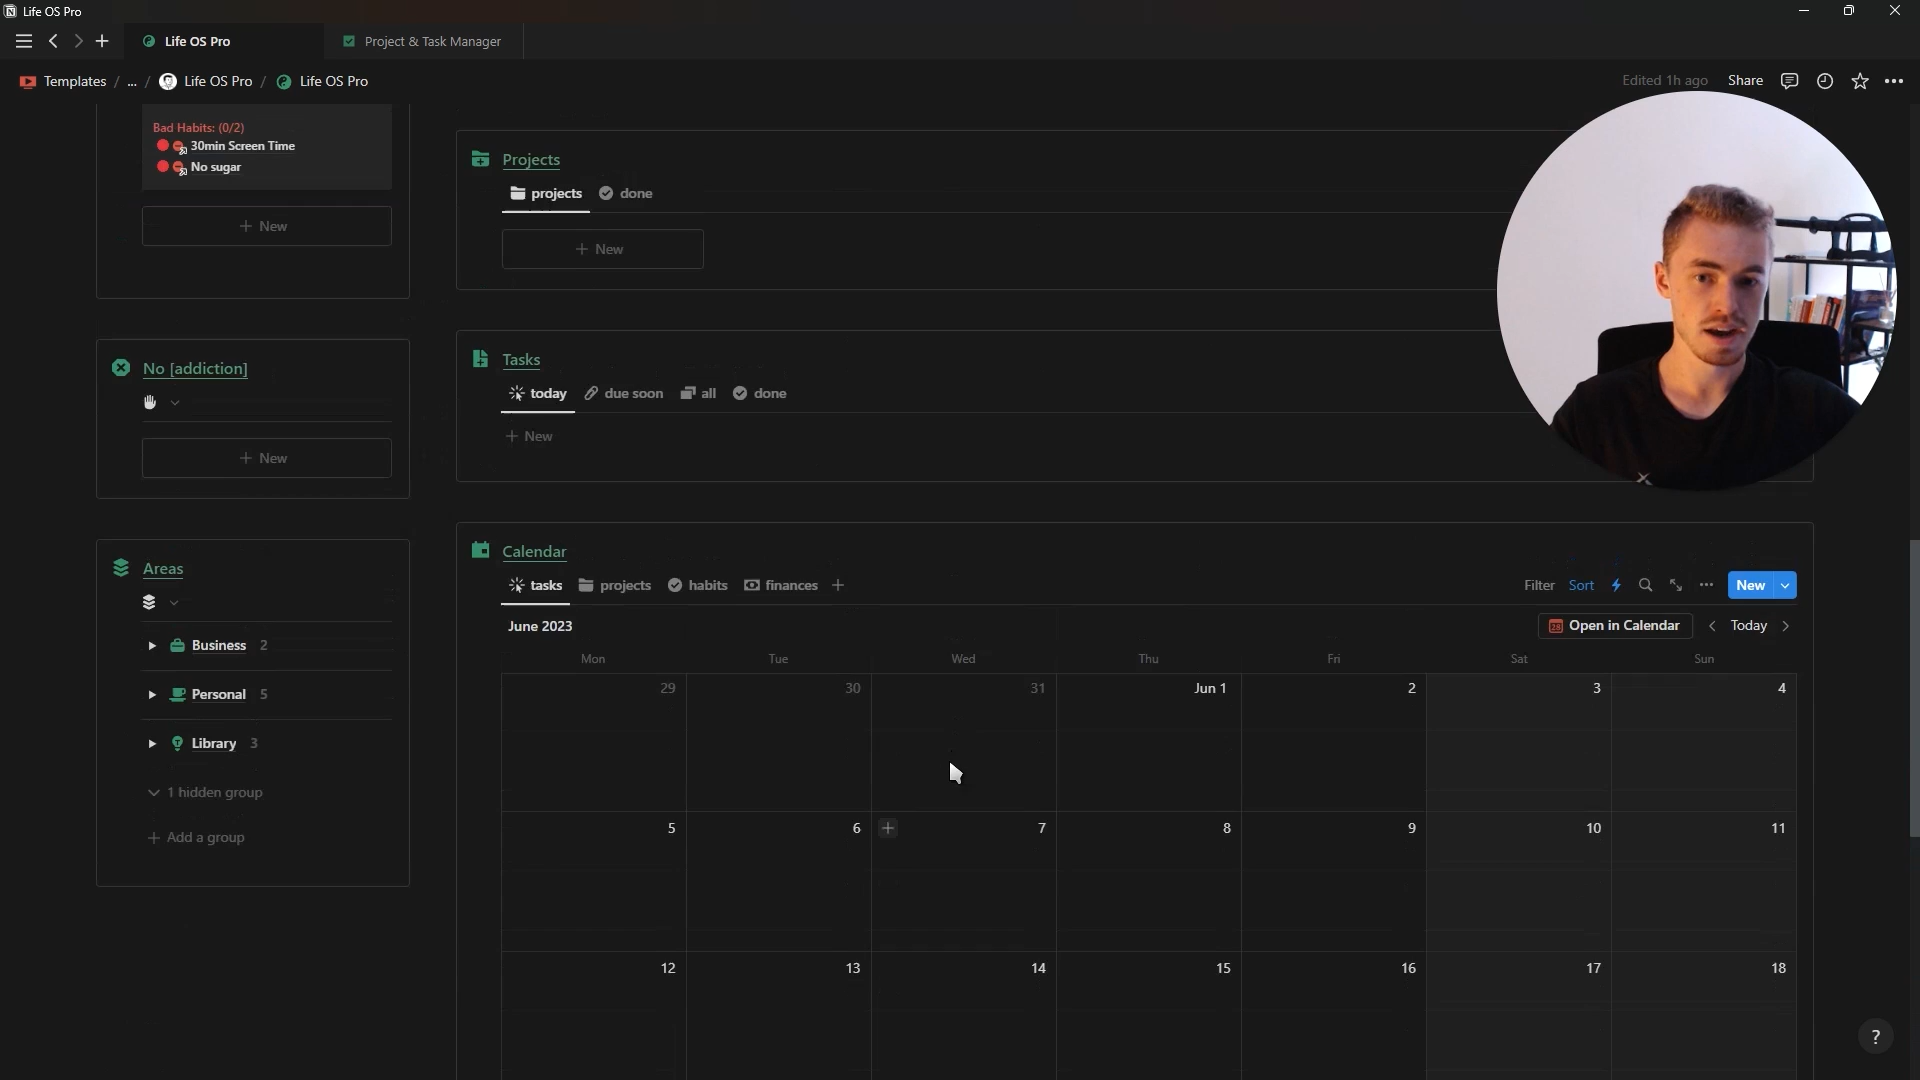 Life OS Pro
Life OS Pro
Project & Task Manager
Templates / ... / Life OS Pro / Life OS Pro
Edited 1h ago Share
Bad Habits: (0/2)
30min Screen Time
No sugar
+ New
No [addiction]
+ New
Areas
Business 2
Personal 5
Library 3
1 hidden group
+ Add a group
Projects
projects done
+ New
Tasks
today due soon all done
+ New
Calendar
tasks projects habits finances +
Filter Sort New
June 2023
28 Open in Calendar < Today >
Mon Tue Wed Thu Fri Sat Sun
29 30 31 Jun 1 2 3 4
5 6 + 7 8 9 10 11
12 13 14 15 16 17 18
?